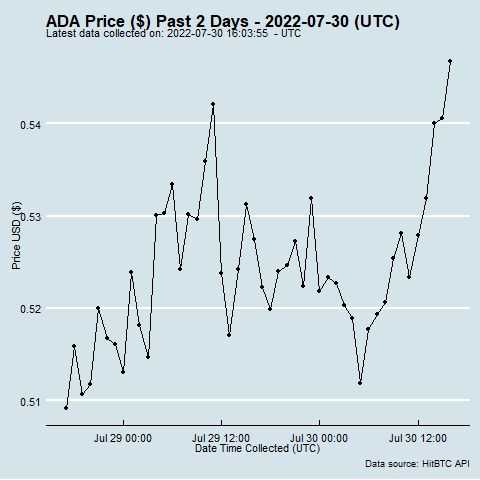 ADA Price ($) Past 2 Days - 2022-07-30 (UTC)
Latest data collected on: 2022-07-30 16:03:55  - UTC
0.54
0.53
0.52
0.51
Price USD ($)
Jul 29 00:00
Jul 29 12:00
Jul 30 00:00
Jul 30 12:00
Date Time Collected (UTC)
Data source: HitBTC API